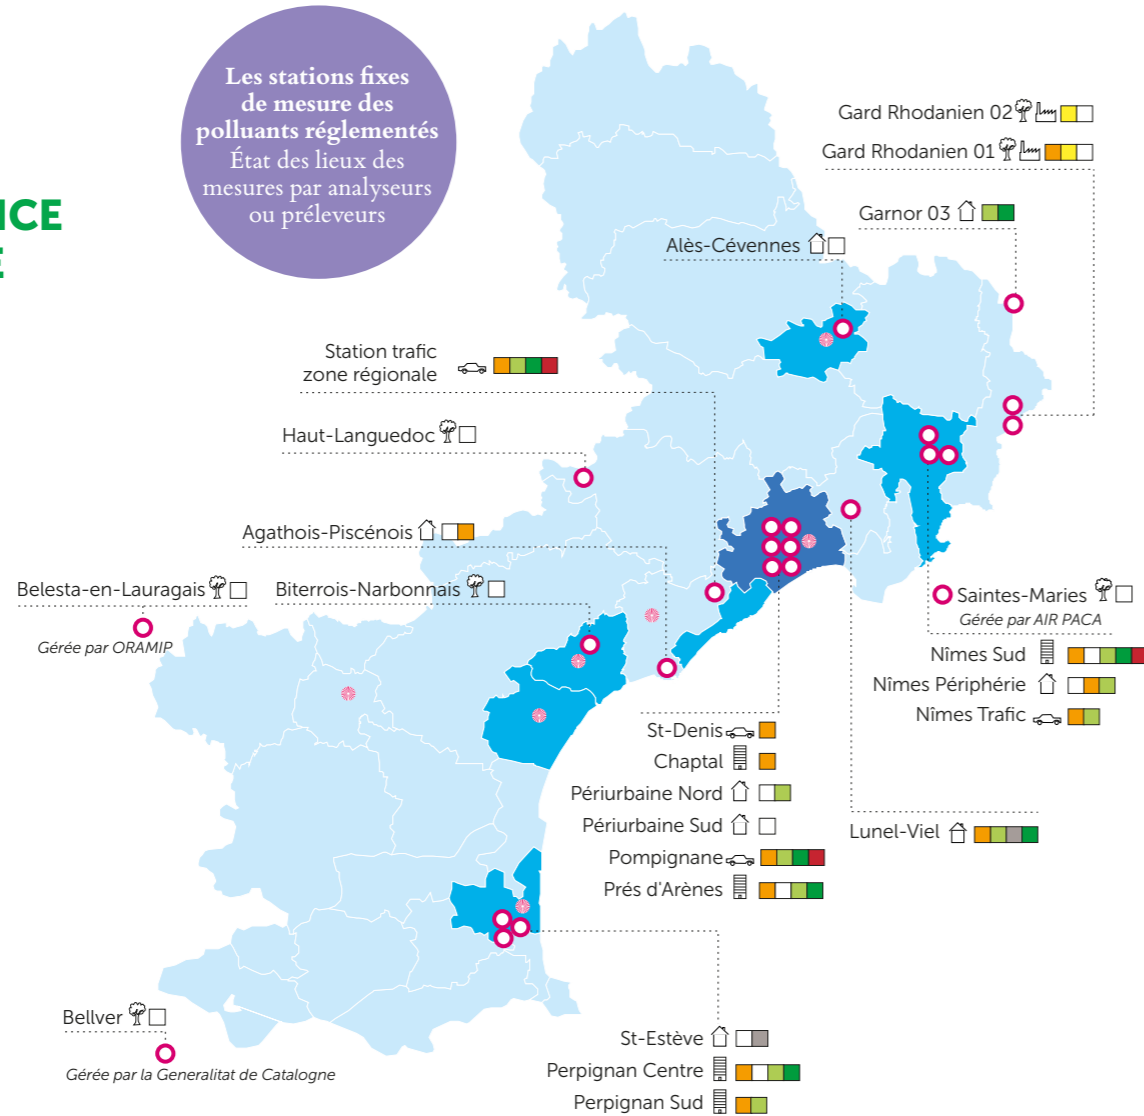 NCE
E
Les stations fixes
de mesure des
polluants réglementés
État des lieux des
mesures par analyseurs
ou préleveurs
Gard Rhodanien 02
Gard Rhodanien 01
Garnor 03
Alès-Cévennes
Station trafic
zone régionale
Haut-Languedoc
Agathois-Piscénois
Belesta-en-Lauragais
Gérée par ORAMIP
Biterrois-Narbonnais
Saintes-Maries
Gérée par AIR PACA
Nîmes Sud
Nîmes Périphérie
Nîmes Trafic
St-Denis
Chaptal
Périurbaine Nord
Périurbaine Sud
Pompignane
Prés d'Arènes
Lunel-Viel
Bellver
Gérée par la Generalitat de Catalogne
St-Estève
Perpignan Centre
Perpignan Sud